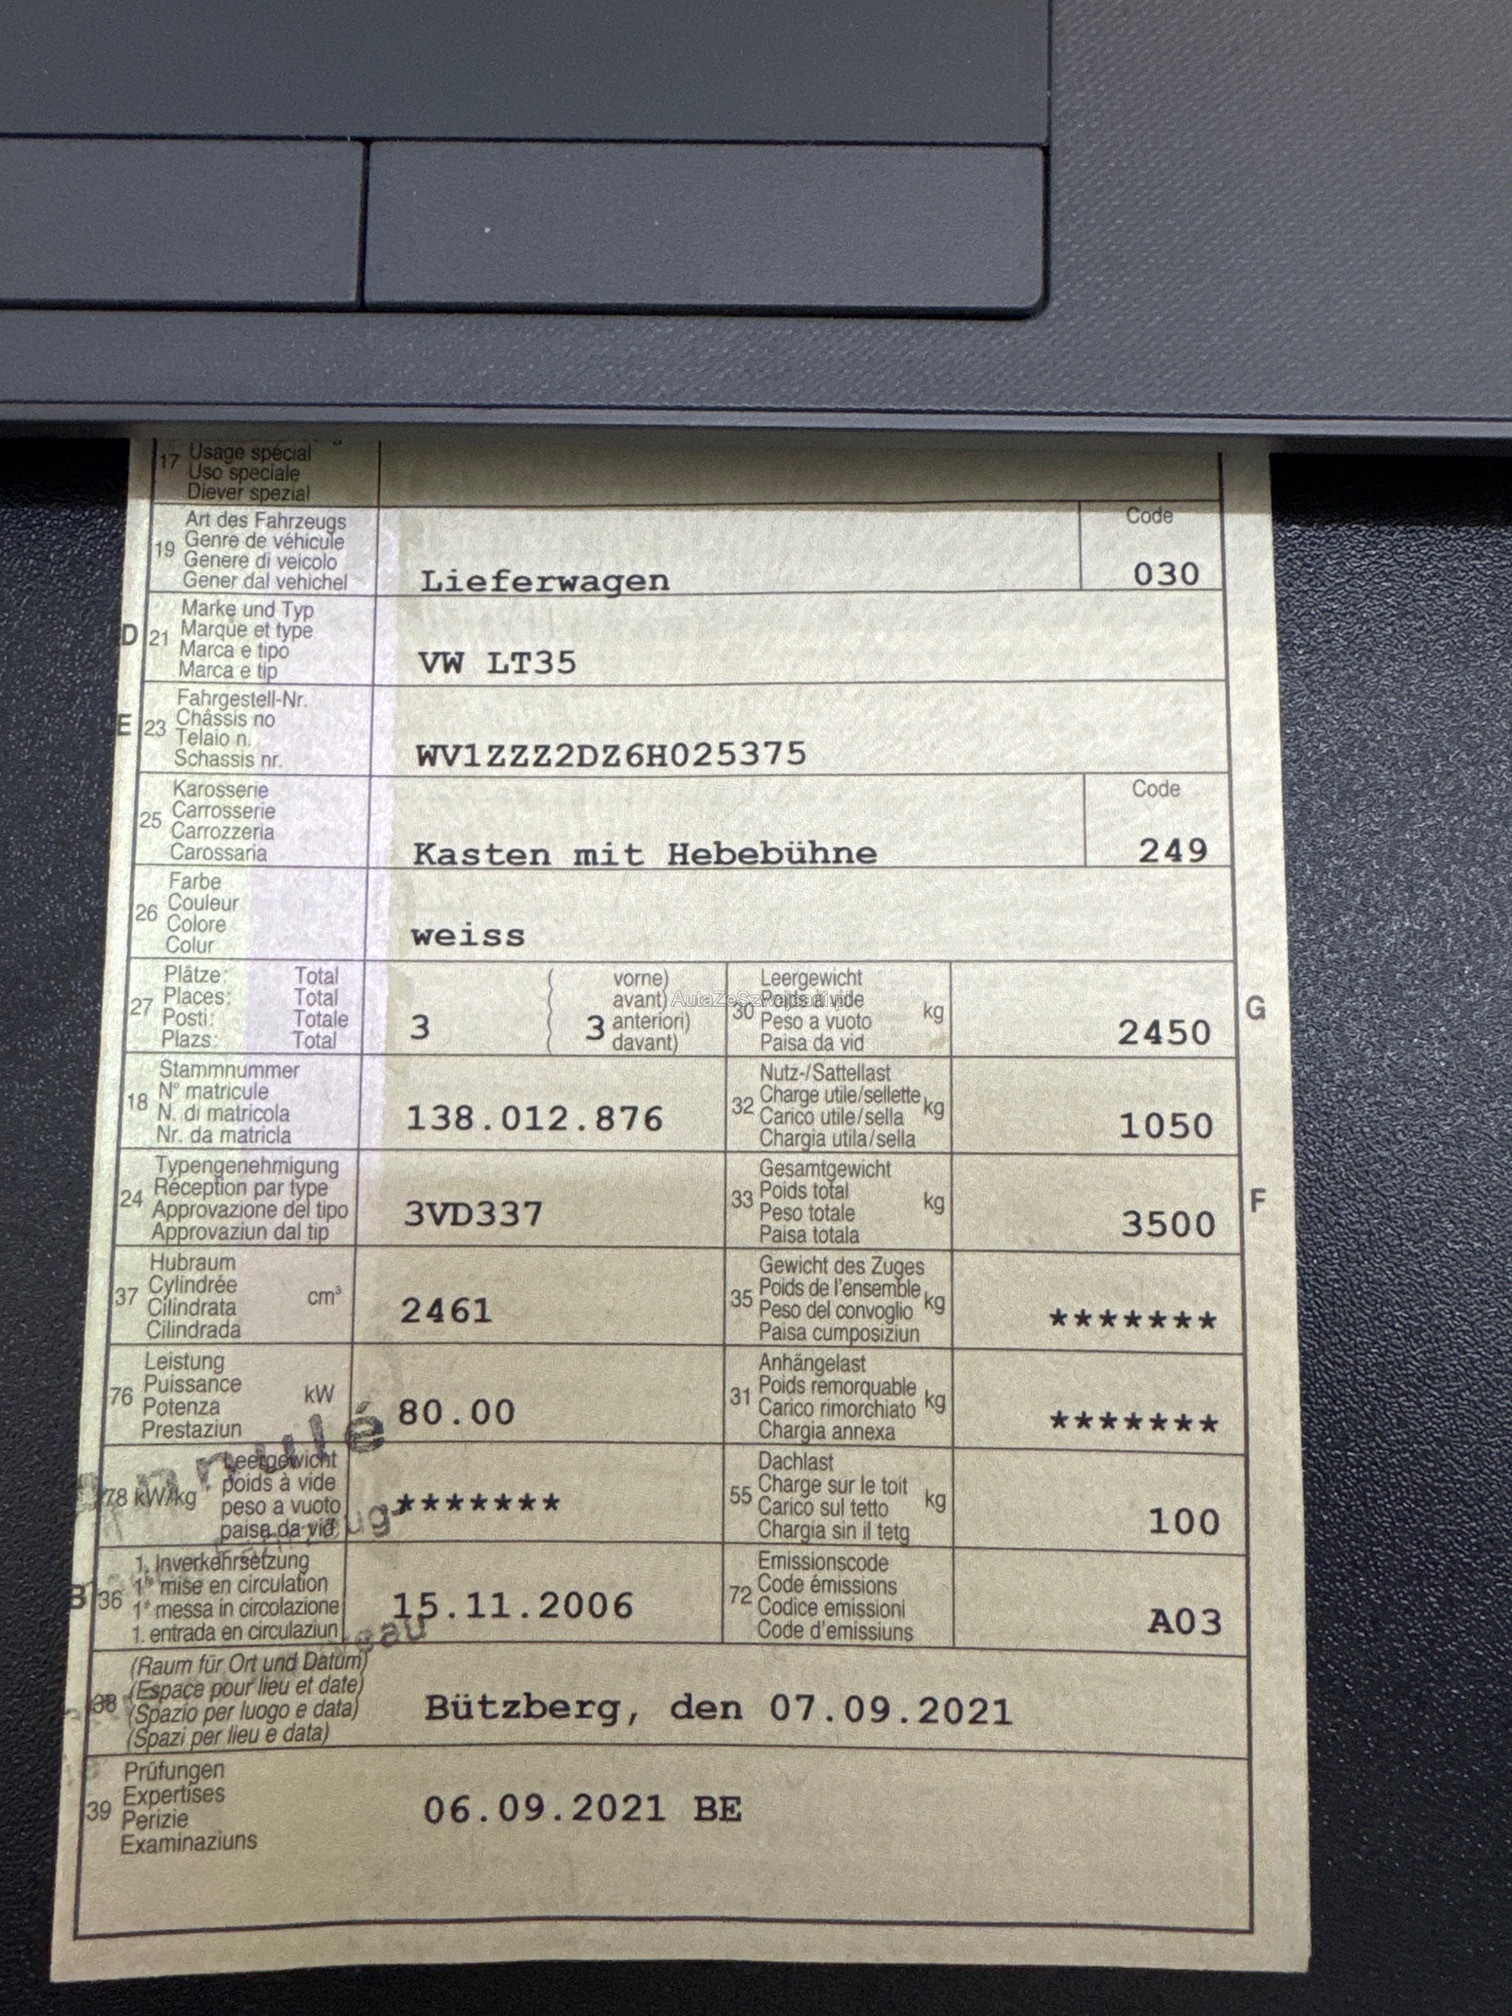 17 Usage spécial
Uso speciale
Diever spezial
19 Art des Fahrzeugs
Genre de véhicule
Genere di veicolo
Gener dal vehichel
Lieferwagen
Code
030
D 21 Marke und Typ
Marque et type
Marca e tipo
Marca e tip
VW LT35
E 23 Fahrgestell-Nr.
Châssis no
Telaio n.
Schassis nr.
WV1ZZZ2DZ6H025375
25 Karosserie
Carrosserie
Carrozzeria
Carossaria
Kasten mit Hebebühne
Code
249
26 Farbe
Couleur
Colore
Colur
weiss
27 Plätze: Total
Places: Total
Posti: Totale
Plazs: Total
3
( vorne)
( avant)
( 3 anteriori)
( davant)
30 Leergewicht
Poids à vide
Peso a vuoto
Paisa da vid
kg
2450
G
AutaZeSzwajcarii.pl
18 Stammnummer
N° matricule
N. di matricola
Nr. da matricla
138.012.876
32 Nutz-/Sattellast
Charge utile/sellette
Carico utile/sella
Chargia utila/sella
kg
1050
24 Typengenehmigung
Réception par type
Approvazione del tipo
Approvaziun dal tip
3VD337
33 Gesamtgewicht
Poids total
Peso totale
Paisa totala
kg
3500
F
37 Hubraum
Cylindrée
Cilindrata
Cilindrada
cm³
2461
35 Gewicht des Zuges
Poids de l'ensemble
Peso del convoglio
Paisa cumposiziun
kg
*******
76 Leistung
Puissance
Potenza
Prestaziun
kW
80.00
31 Anhängelast
Poids remorquable
Carico rimorchiato
Chargia annexa
kg
*******
Annulé
78 kW/kg Leergewicht
poids à vide
peso a vuoto
paisa da vid
*******
55 Dachlast
Charge sur le toit
Carico sul tetto
Chargia sin il tetg
kg
100
B 36 1. Inverkehrsetzung
1re mise en circulation
1a messa in circolazione
1. entrada en circulaziun
15.11.2006
72 Emissionscode
Code émissions
Codice emissioni
Code d'emissiuns
A03
38 (Raum für Ort und Datum)
(Espace pour lieu et date)
(Spazio per luogo e data)
(Spazi per lieu e data)
Bützberg, den 07.09.2021
39 Prüfungen
Expertises
Perizie
Examinaziuns
06.09.2021 BE